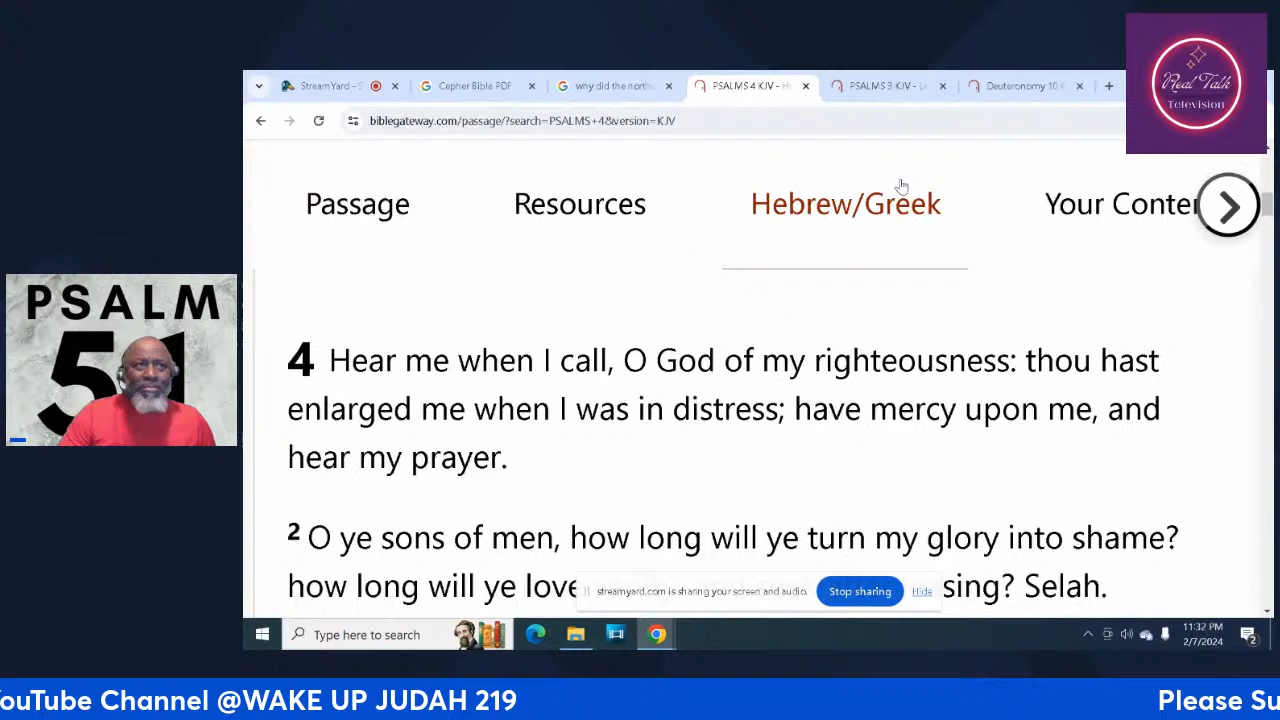 StreamYard - S
Cepher Bible PDF
why did the north
PSALMS 4 KJV - H
PSALMS 3 KJV - Lo
Deuteronomy 10 K
biblegateway.com/passage/?search=PSALMS+4&version=KJV
Real Talk
Television
Passage
Resources
Hebrew/Greek
Your Conten
PSALM
51
4 Hear me when I call, O God of my righteousness: thou hast
enlarged me when I was in distress; have mercy upon me, and
hear my prayer.
2 O ye sons of men, how long will ye turn my glory into shame?
how long will ye love sing? Selah.
streamyard.com is sharing your screen and audio.
Stop sharing
Hide
Type here to search
11:32 PM
2/7/2024
2
YouTube Channel @WAKE UP JUDAH 219
Please Su